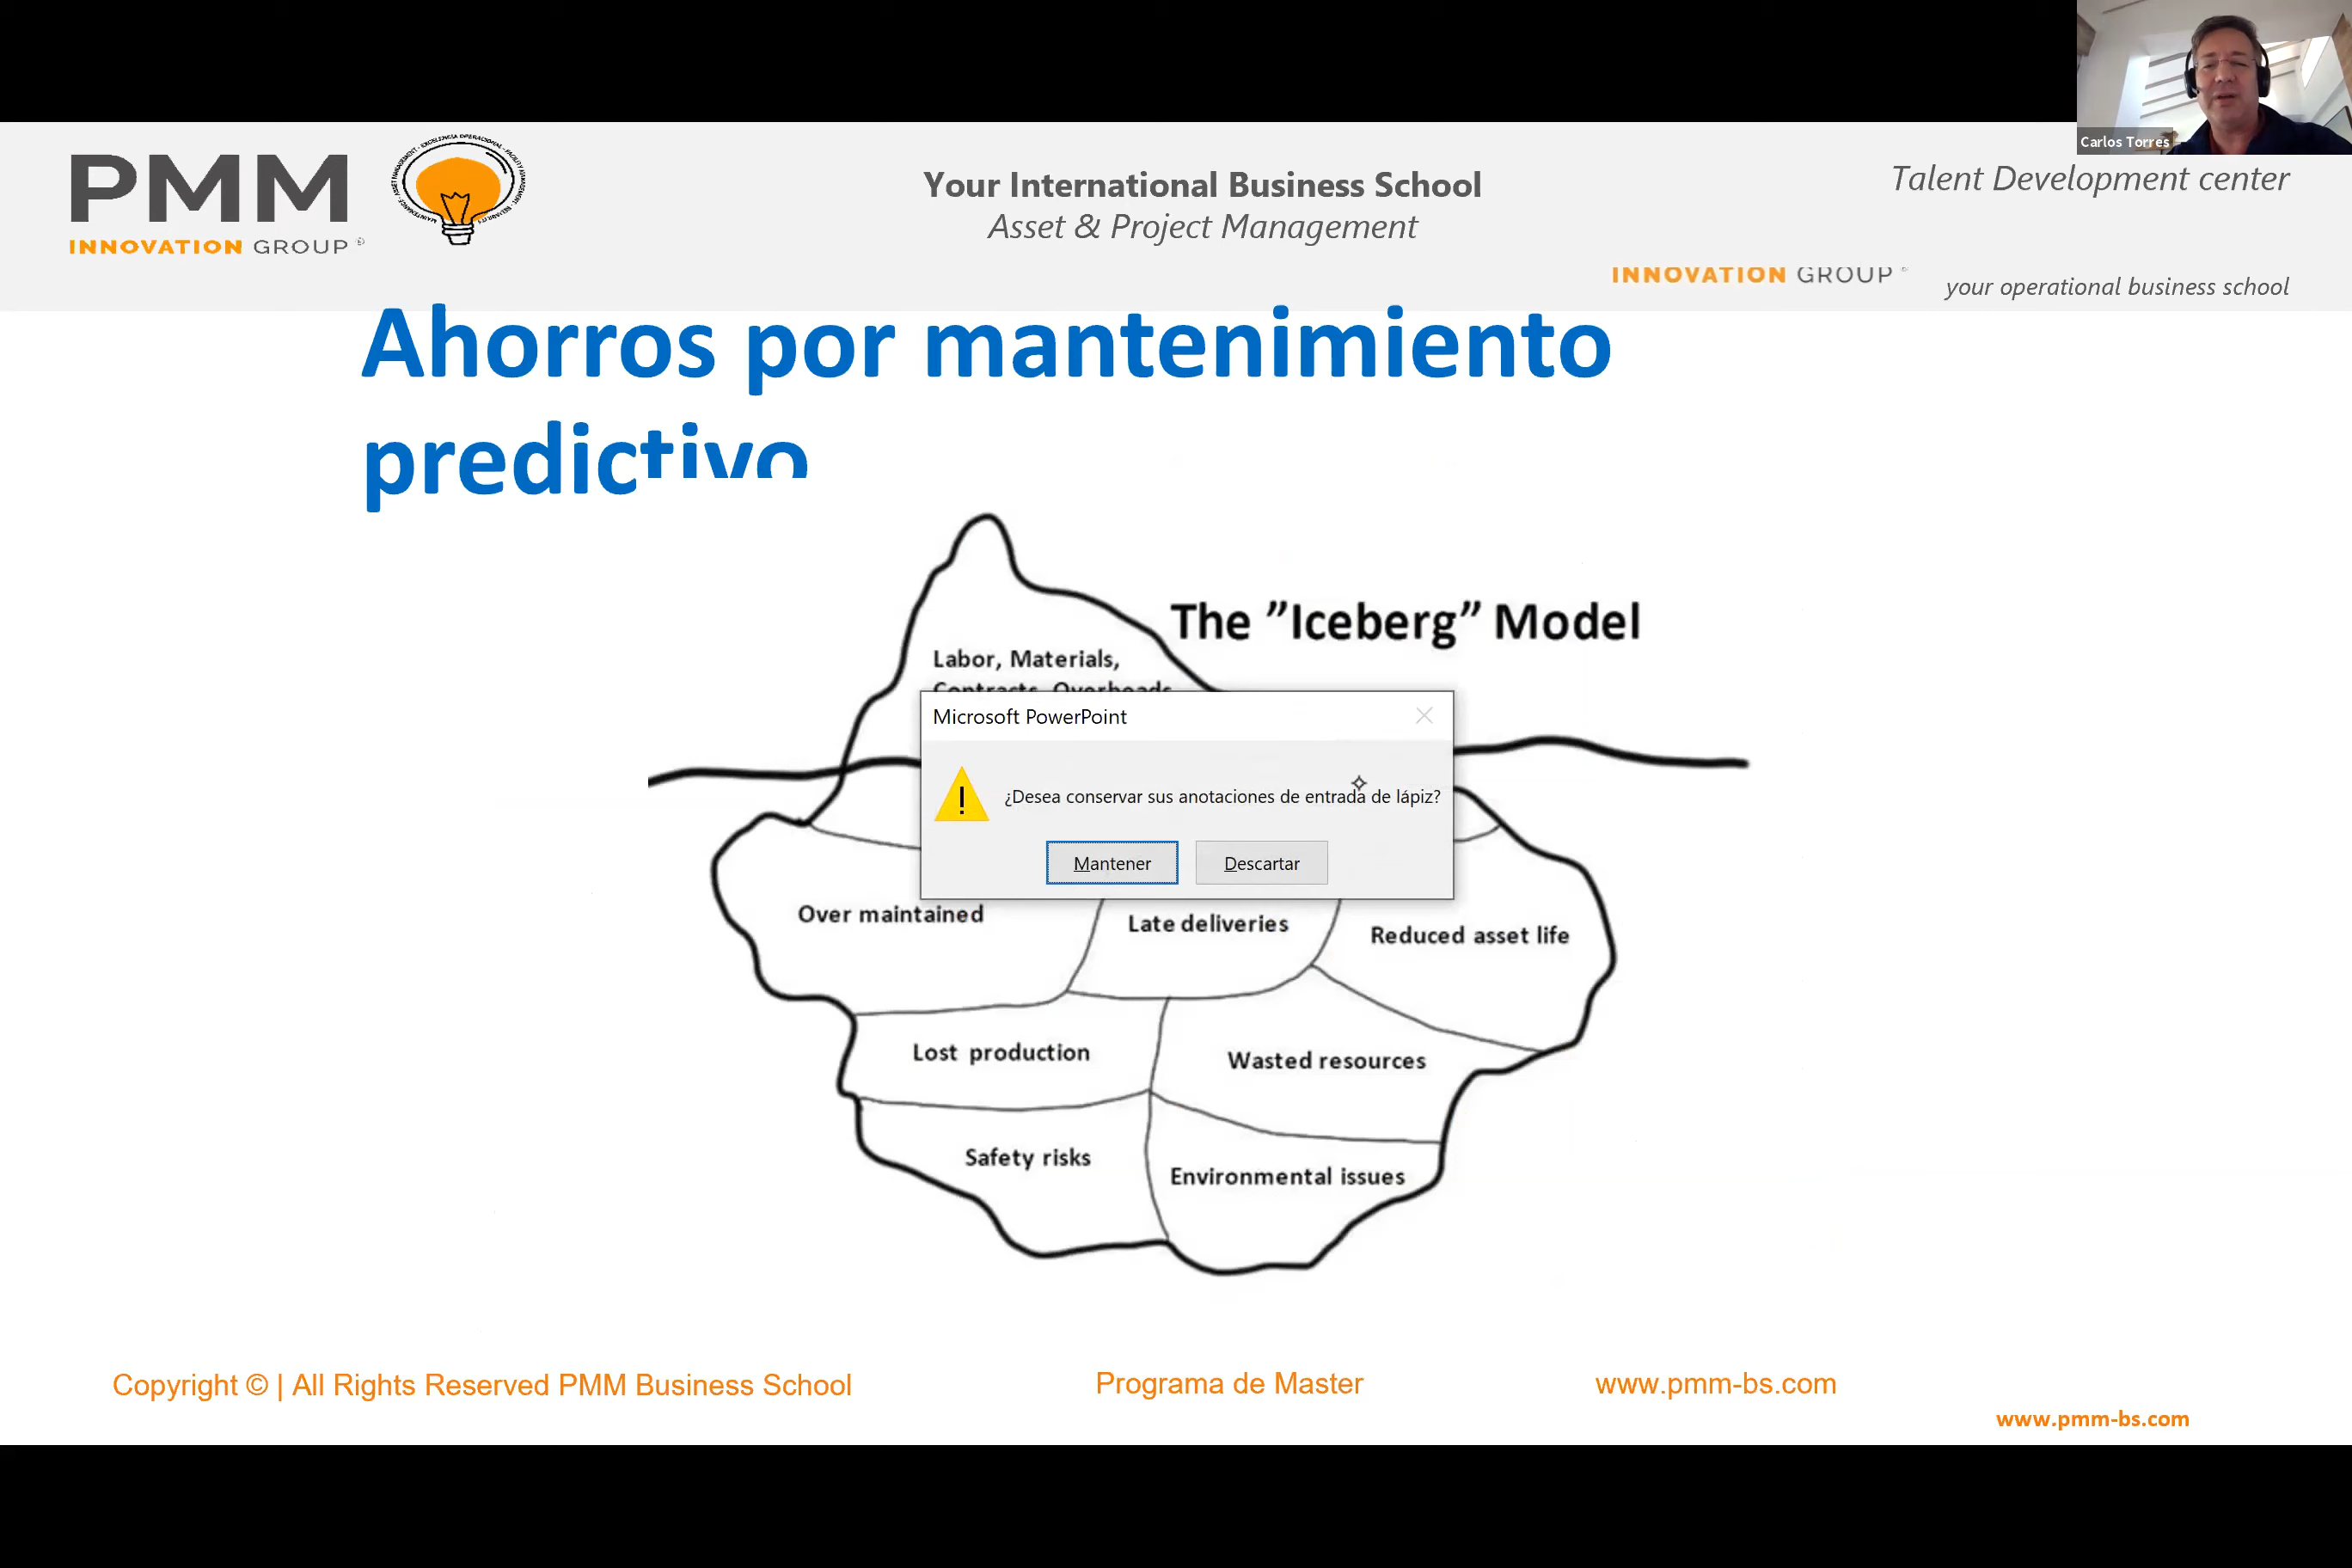 Carlos Torres
PMM
INNOVATION GROUP
Your International Business School
Asset & Project Management
Talent Development center
INNOVATION GROUP
your operational business school
Ahorros por mantenimiento
predictivo
The ”Iceberg” Model
Labor, Materials,
Contracts, Overheads
Microsoft PowerPoint
¿Desea conservar sus anotaciones de entrada de lápiz?
Mantener
Descartar
Over maintained
Late deliveries
Reduced asset life
Lost production
Wasted resources
Safety risks
Environmental issues
Copyright © | All Rights Reserved PMM Business School
Programa de Master
www.pmm-bs.com
www.pmm-bs.com